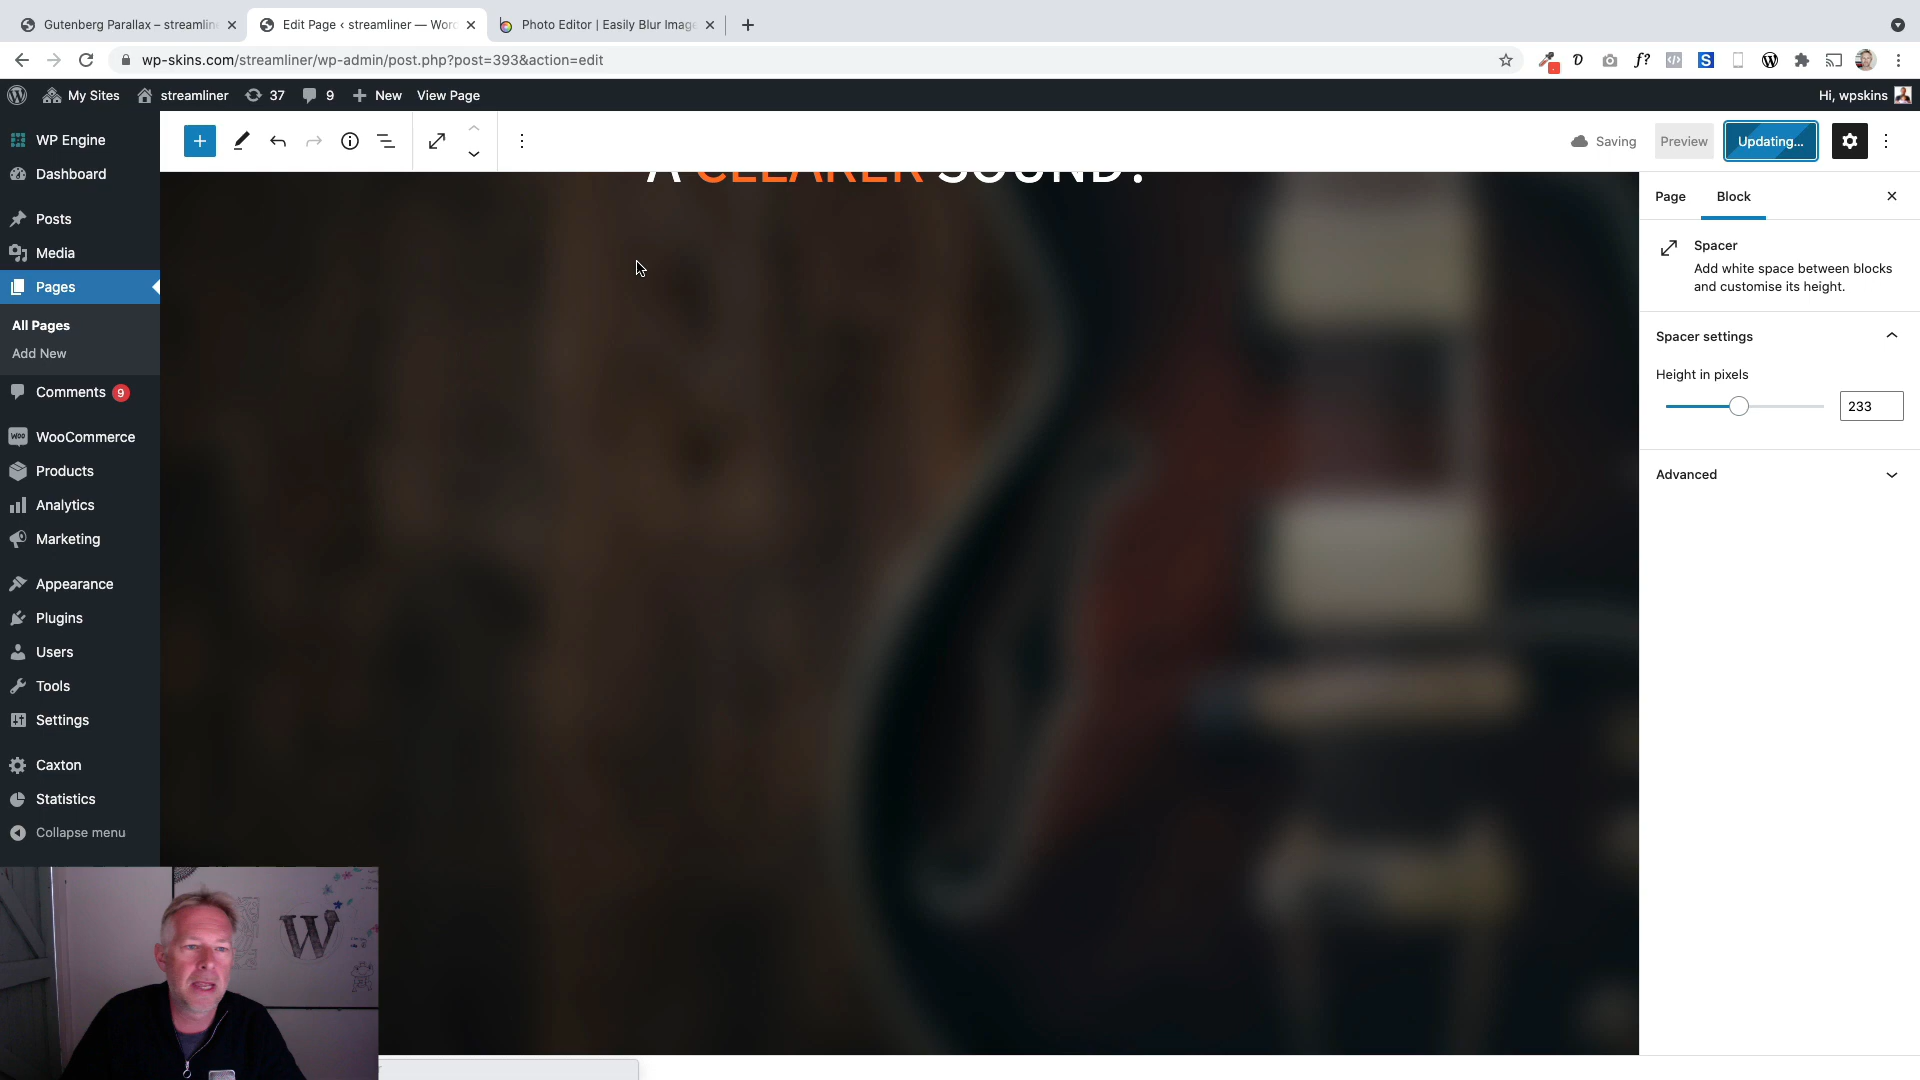 Gutenberg Parallax – streamlin
Edit Page ‹ streamliner — Word
Photo Editor | Easily Blur Image
wp-skins.com/streamliner/wp-admin/post.php?post=393&action=edit
My Sites
streamliner
37
9
New
View Page
Hi, wpskins
WP Engine
Dashboard
Posts
Media
Pages
All Pages
Add New
Comments 9
WooCommerce
Products
Analytics
Marketing
Appearance
Plugins
Users
Tools
Settings
Caxton
Statistics
Collapse menu
Saving
Preview
Updating...
A CLEARER SOUND?
Page
Block
Spacer
Add white space between blocks
and customise its height.
Spacer settings
Height in pixels
233
Advanced
W